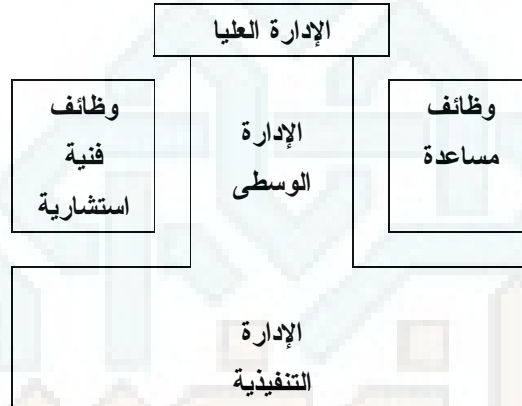 الإدارة العليا
وظائف
مساعدة
الإدارة
الوسطى
وظائف
فنية
استشارية
الإدارة
التنفيذية